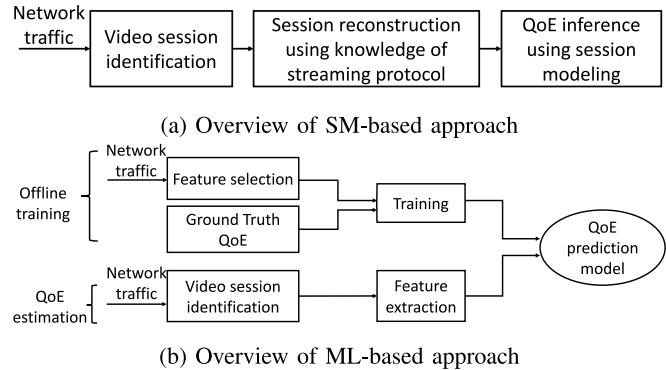 Network
traffic
Video session
identification
Session reconstruction
using knowledge of
streaming protocol
QoE inference
using session
modeling
(a) Overview of SM-based approach
Offline
training
Network
traffic
Feature selection
Ground Truth
QoE
Training
QoE
prediction
model
QoE
estimation
Network
traffic
Video session
identification
Feature
extraction
(b) Overview of ML-based approach